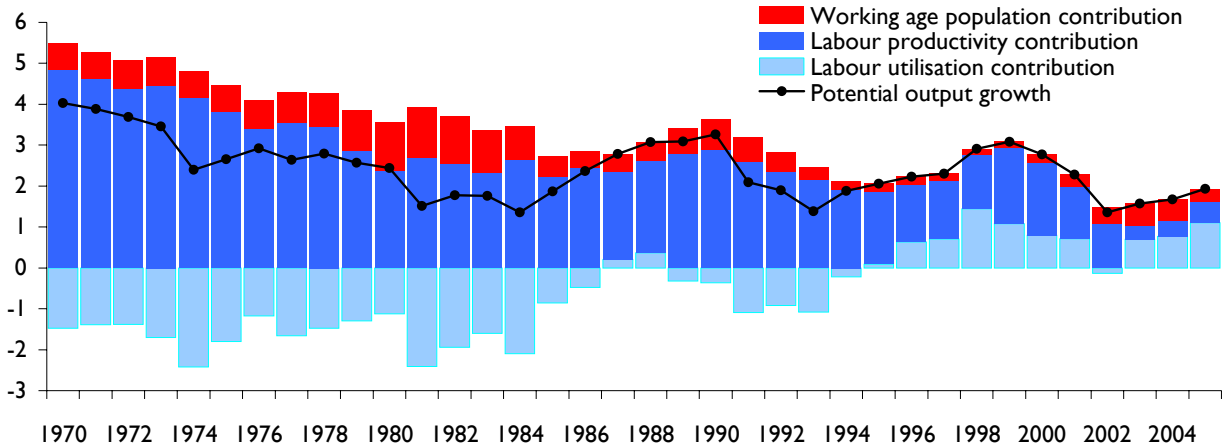 6
Working age population contribution
5
Labour productivity contribution
Labour utilisation contribution
4
Potential output growth
3
2
1
0
-1
-2
-3
1970 1972 1974 1976 1978 1980 1982 1984 1986 1988 1990 1992 1994 1996 1998 2000 2002 2004